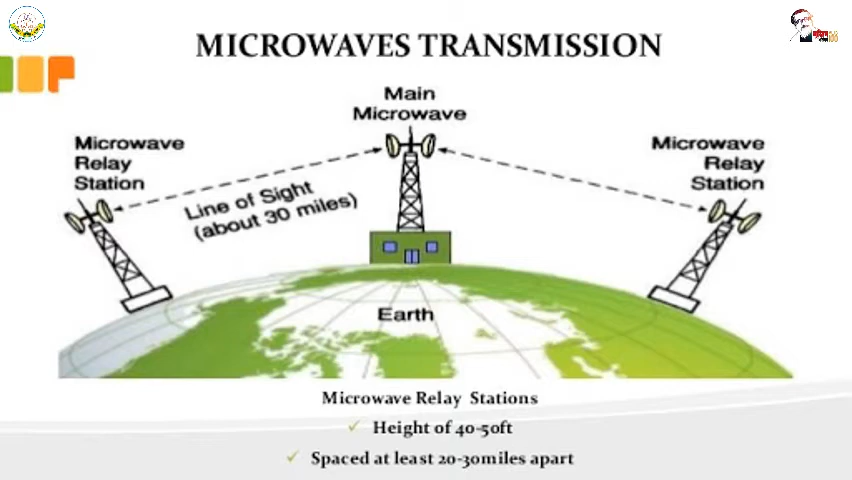 MICROWAVES TRANSMISSION
Main
Microwave
Microwave
Relay
Station
Microwave
Relay
Station
Line of Sight
(about 30 miles)
Earth
Microwave Relay Stations
✓ Height of 40-50ft
✓ Spaced at least 20-30miles apart